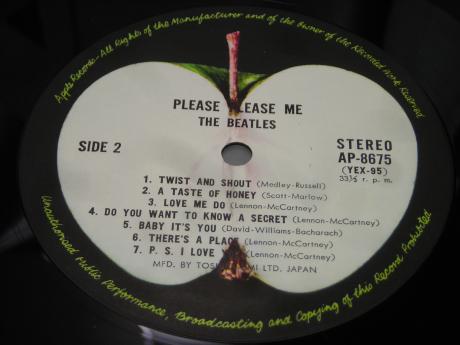 Apple Records-All Rights of the Manufacturer and of the Owner of the Recorded Work Reserved
PLEASE LEASE ME
THE BEATLES
SIDE 2
STEREO
AP-8675
(YEX-95)
33⅓ r. p. m.
1. TWIST AND SHOUT (Medley-Russell)
2. A TASTE OF HONEY (Scott-Marlow)
3. LOVE ME DO (Lennon-McCartney)
4. DO YOU WANT TO KNOW A SECRET (Lennon-McCartney)
5. BABY IT'S YOU (David-Williams-Bacharach)
6. THERE'S A PLACE (Lennon-McCartney)
7. P. S. I LOVE (Lennon-McCartney)
MFD. BY LTD. JAPAN
Unauthorized Public Performance, Broadcasting and Copying of this Record Prohibited